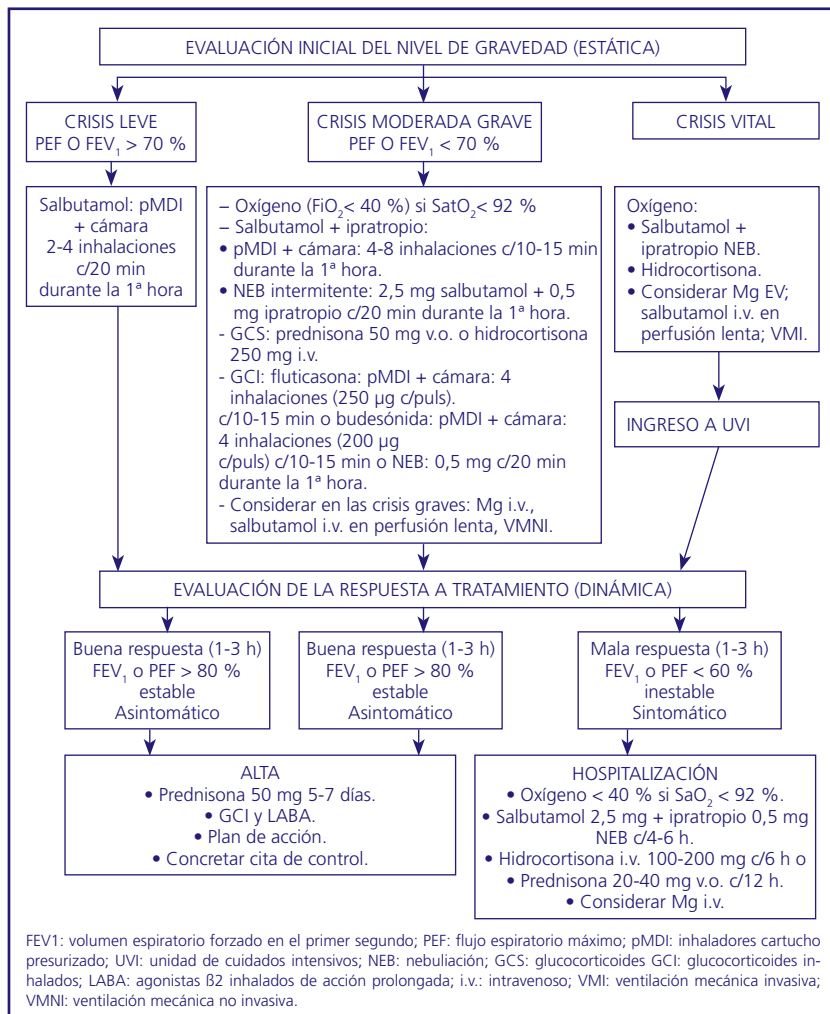 EVALUACIÓN INICIAL DEL NIVEL DE GRAVEDAD (ESTÁTICA)
CRISIS LEVE
PEF O FEV₁ > 70 %
CRISIS MODERADA GRAVE
PEF O FEV₁ < 70 %
CRISIS VITAL
Salbutamol: pMDI
+ cámara
2-4 inhalaciones
c/20 min
durante la 1ª hora
– Oxígeno (FiO₂< 40 %) si SatO₂< 92 %
– Salbutamol + ipratropio:
• pMDI + cámara: 4-8 inhalaciones c/10-15 min
durante la 1ª hora.
• NEB intermitente: 2,5 mg salbutamol + 0,5
mg ipratropio c/20 min durante la 1ª hora.
- GCS: prednisona 50 mg v.o. o hidrocortisona
250 mg i.v.
- GCI: fluticasona: pMDI + cámara: 4
inhalaciones (250 µg c/puls).
c/10-15 min o budesónida: pMDI + cámara:
4 inhalaciones (200 µg
c/puls) c/10-15 min o NEB: 0,5 mg c/20 min
durante la 1ª hora.
- Considerar en las crisis graves: Mg i.v.,
salbutamol i.v. en perfusión lenta, VMNI.
Oxígeno:
• Salbutamol +
ipratropio NEB.
• Hidrocortisona.
• Considerar Mg EV;
salbutamol i.v. en
perfusión lenta; VMI.
INGRESO A UVI
EVALUACIÓN DE LA RESPUESTA A TRATAMIENTO (DINÁMICA)
Buena respuesta (1-3 h)
FEV₁ o PEF > 80 %
estable
Asintomático
Buena respuesta (1-3 h)
FEV₁ o PEF > 80 %
estable
Asintomático
Mala respuesta (1-3 h)
FEV₁ o PEF < 60 %
inestable
Sintomático
ALTA
• Prednisona 50 mg 5-7 días.
• GCI y LABA.
• Plan de acción.
• Concretar cita de control.
HOSPITALIZACIÓN
• Oxígeno < 40 % si SaO₂ < 92 %.
• Salbutamol 2,5 mg + ipratropio 0,5 mg
NEB c/4-6 h.
• Hidrocortisona i.v. 100-200 mg c/6 h o
• Prednisona 20-40 mg v.o. c/12 h.
• Considerar Mg i.v.
FEV1: volumen espiratorio forzado en el primer segundo; PEF: flujo espiratorio máximo; pMDI: inhaladores cartucho
presurizado; UVI: unidad de cuidados intensivos; NEB: nebuliación; GCS: glucocorticoides GCI: glucocorticoides in-
halados; LABA: agonistas ß2 inhalados de acción prolongada; i.v.: intravenoso; VMI: ventilación mecánica invasiva;
VMNI: ventilación mecánica no invasiva.